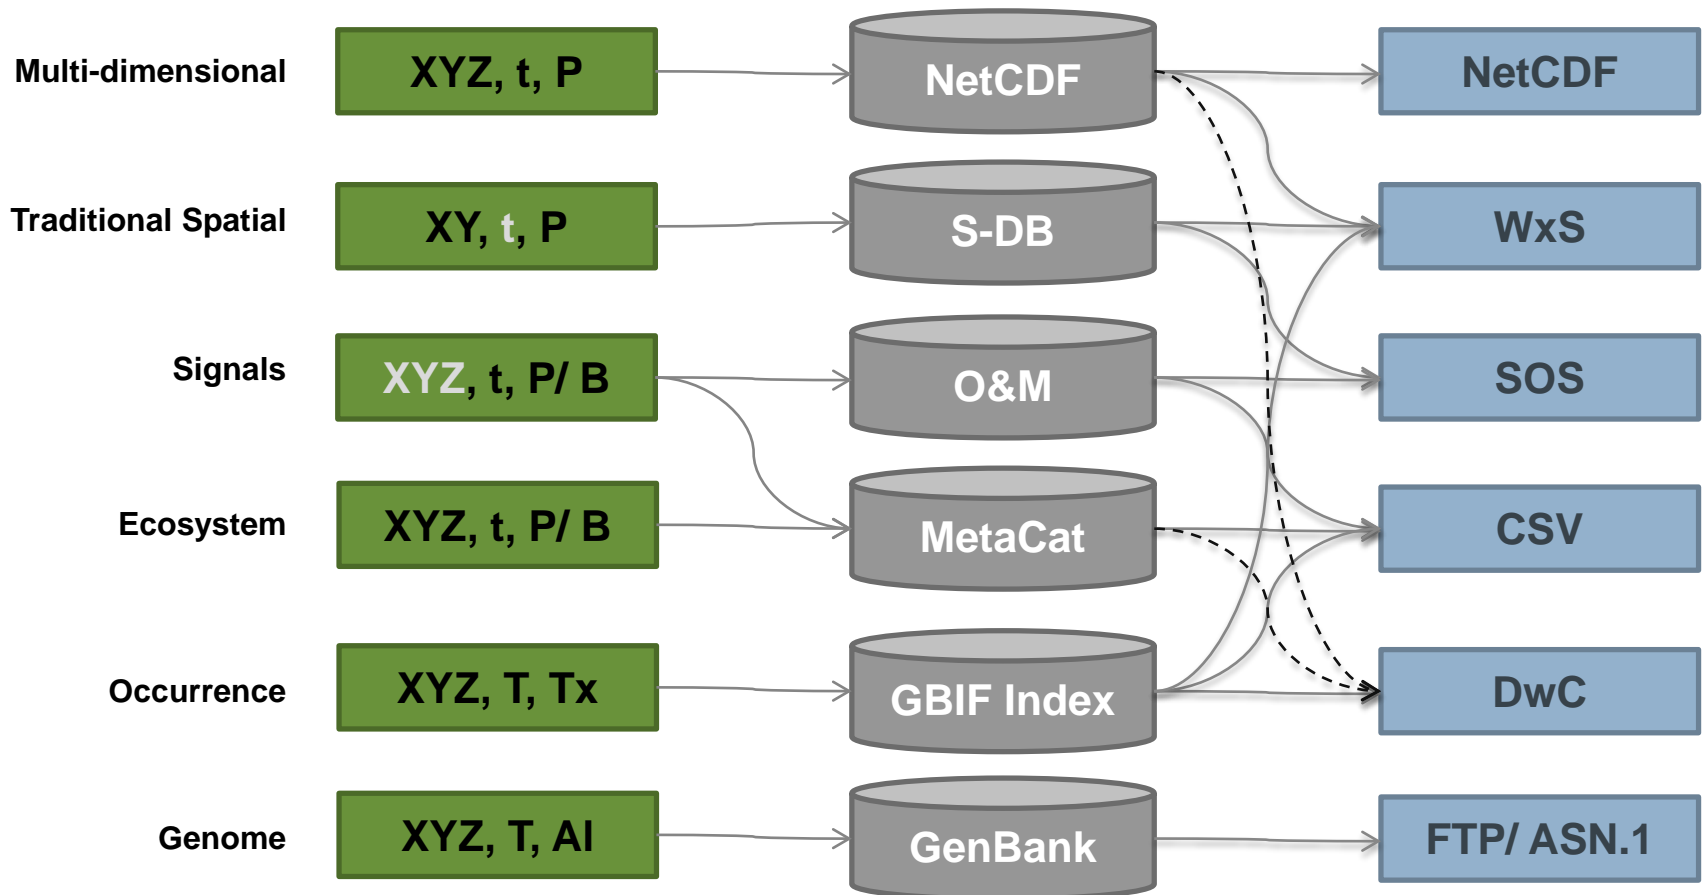 Multi-dimensional
XYZ, t, P
NetCDF
NetCDF
Traditional Spatial
XY, t, P
S-DB
WxS
Signals
XYZ, t, P/ B
O&M
SOS
Ecosystem
XYZ, t, P/ B
MetaCat
CSV
Occurrence
XYZ, T, Tx
GBIF Index
DwC
Genome
XYZ, T, Al
GenBank
FTP/ ASN.1